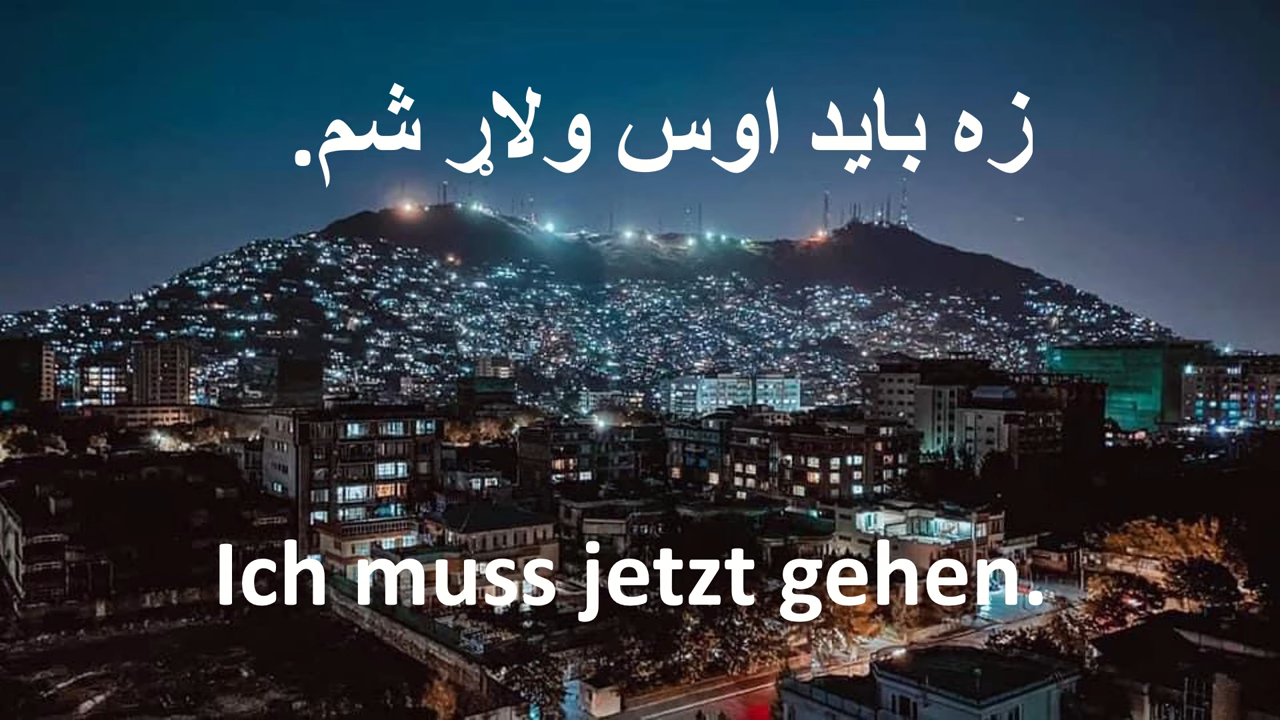 زه باید اوس ولاړ شم.
Ich muss jetzt gehen.